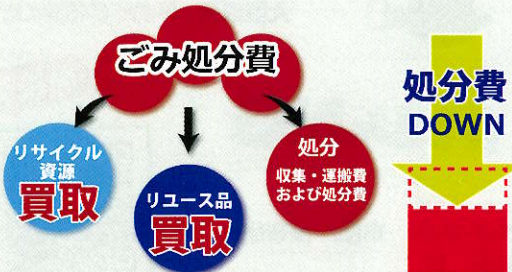 ごみ処分費
リサイクル
資源
買取
リユース品
買取
処分
収集・運搬費
および処分費
処分費
DOWN